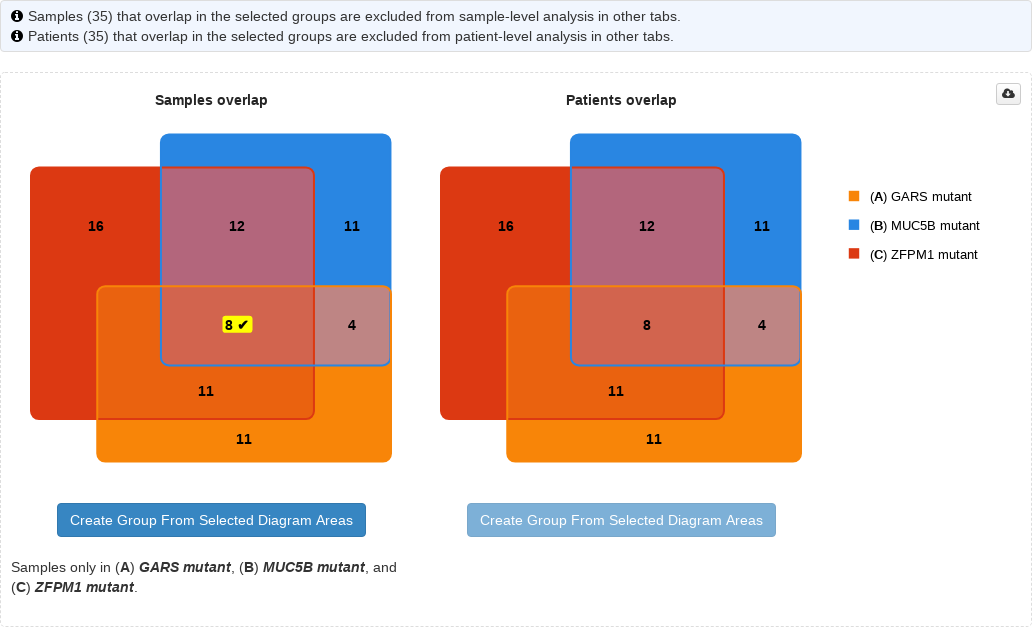 Samples (35) that overlap in the selected groups are excluded from sample-level analysis in other tabs.
Patients (35) that overlap in the selected groups are excluded from patient-level analysis in other tabs.
Samples overlap
16
12
11
8 ✔
4
11
11
Create Group From Selected Diagram Areas
Samples only in (A) GARS mutant, (B) MUC5B mutant, and
(C) ZFPM1 mutant.
Patients overlap
16
12
11
8
4
11
11
Create Group From Selected Diagram Areas
(A) GARS mutant
(B) MUC5B mutant
(C) ZFPM1 mutant